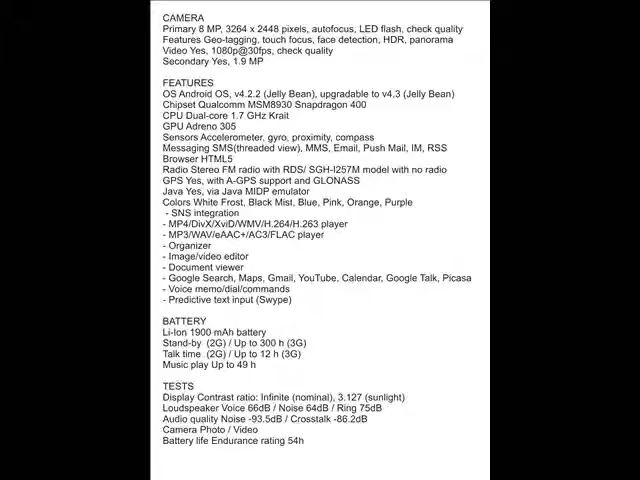 CAMERA
Primary 8 MP, 3264 x 2448 pixels, autofocus, LED flash, check quality
Features Geo-tagging, touch focus, face detection, HDR, panorama
Video Yes, 1080p@30fps, check quality
Secondary Yes, 1.9 MP
FEATURES
OS Android OS, v4.2.2 (Jelly Bean), upgradable to v4.3 (Jelly Bean)
Chipset Qualcomm MSM8930 Snapdragon 400
CPU Dual-core 1.7 GHz Krait
GPU Adreno 305
Sensors Accelerometer, gyro, proximity, compass
Messaging SMS(threaded view), MMS, Email, Push Mail, IM, RSS
Browser HTML5
Radio Stereo FM radio with RDS/ SGH-I257M model with no radio
GPS Yes, with A-GPS support and GLONASS
Java Yes, via Java MIDP emulator
Colors White Frost, Black Mist, Blue, Pink, Orange, Purple
- SNS integration
- MP4/DivX/XviD/WMV/H.264/H.263 player
- MP3/WAV/eAAC+/AC3/FLAC player
- Organizer
- Image/video editor
- Document viewer
- Google Search, Maps, Gmail, YouTube, Calendar, Google Talk, Picasa
- Voice memo/dial/commands
- Predictive text input (Swype)
BATTERY
Li-Ion 1900 mAh battery
Stand-by (2G) / Up to 300 h (3G)
Talk time (2G) / Up to 12 h (3G)
Music play Up to 49 h
TESTS
Display Contrast ratio: Infinite (nominal), 3.127 (sunlight)
Loudspeaker Voice 66dB / Noise 64dB / Ring 75dB
Audio quality Noise -93.5dB / Crosstalk -86.2dB
Camera Photo / Video
Battery life Endurance rating 54h